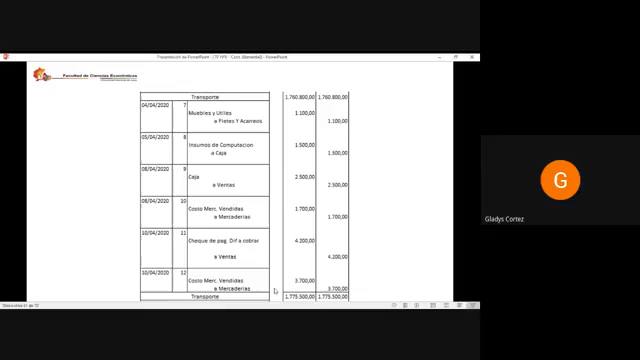 Presentación de PowerPoint - (TP Nº9 - Cont. Elemental) - PowerPoint
Facultad de Ciencias Económicas
Transporte 1.760.800,00 1.760.800,00
04/04/2020 7
Muebles y Utiles 1.100,00
a Fletes Y Acarreos 1.100,00
05/04/2020 8
Insumos de Computacion 1.500,00
a Caja 1.500,00
08/04/2020 9
Caja 2.500,00
a Ventas 2.500,00
08/04/2020 10
Costo Merc. Vendidas 1.700,00
a Mercaderias 1.700,00
10/04/2020 11
Cheque de pag. Dif a cobrar 4.200,00
a Ventas 4.200,00
10/04/2020 12
Costo Merc. Vendidas 3.700,00
a Mercaderias 3.700,00
Transporte 1.775.500,00 1.775.500,00
G
Gladys Cortez